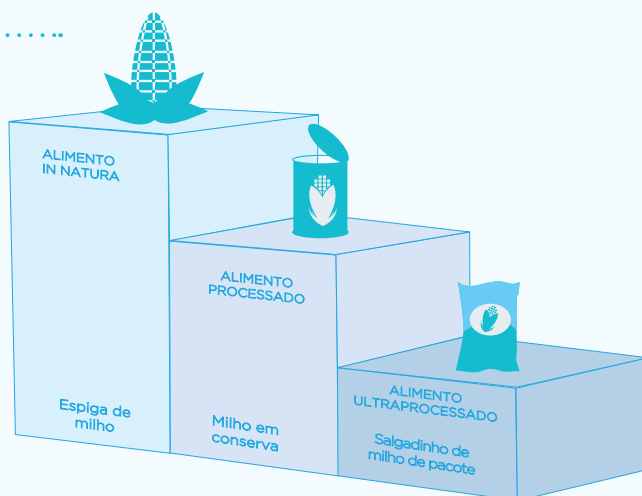 ALIMENTO
IN NATURA
Espiga de
milho
ALIMENTO
PROCESSADO
Milho em
conserva
ALIMENTO
ULTRAPROCESSADO
Salgadinho de
milho de pacote